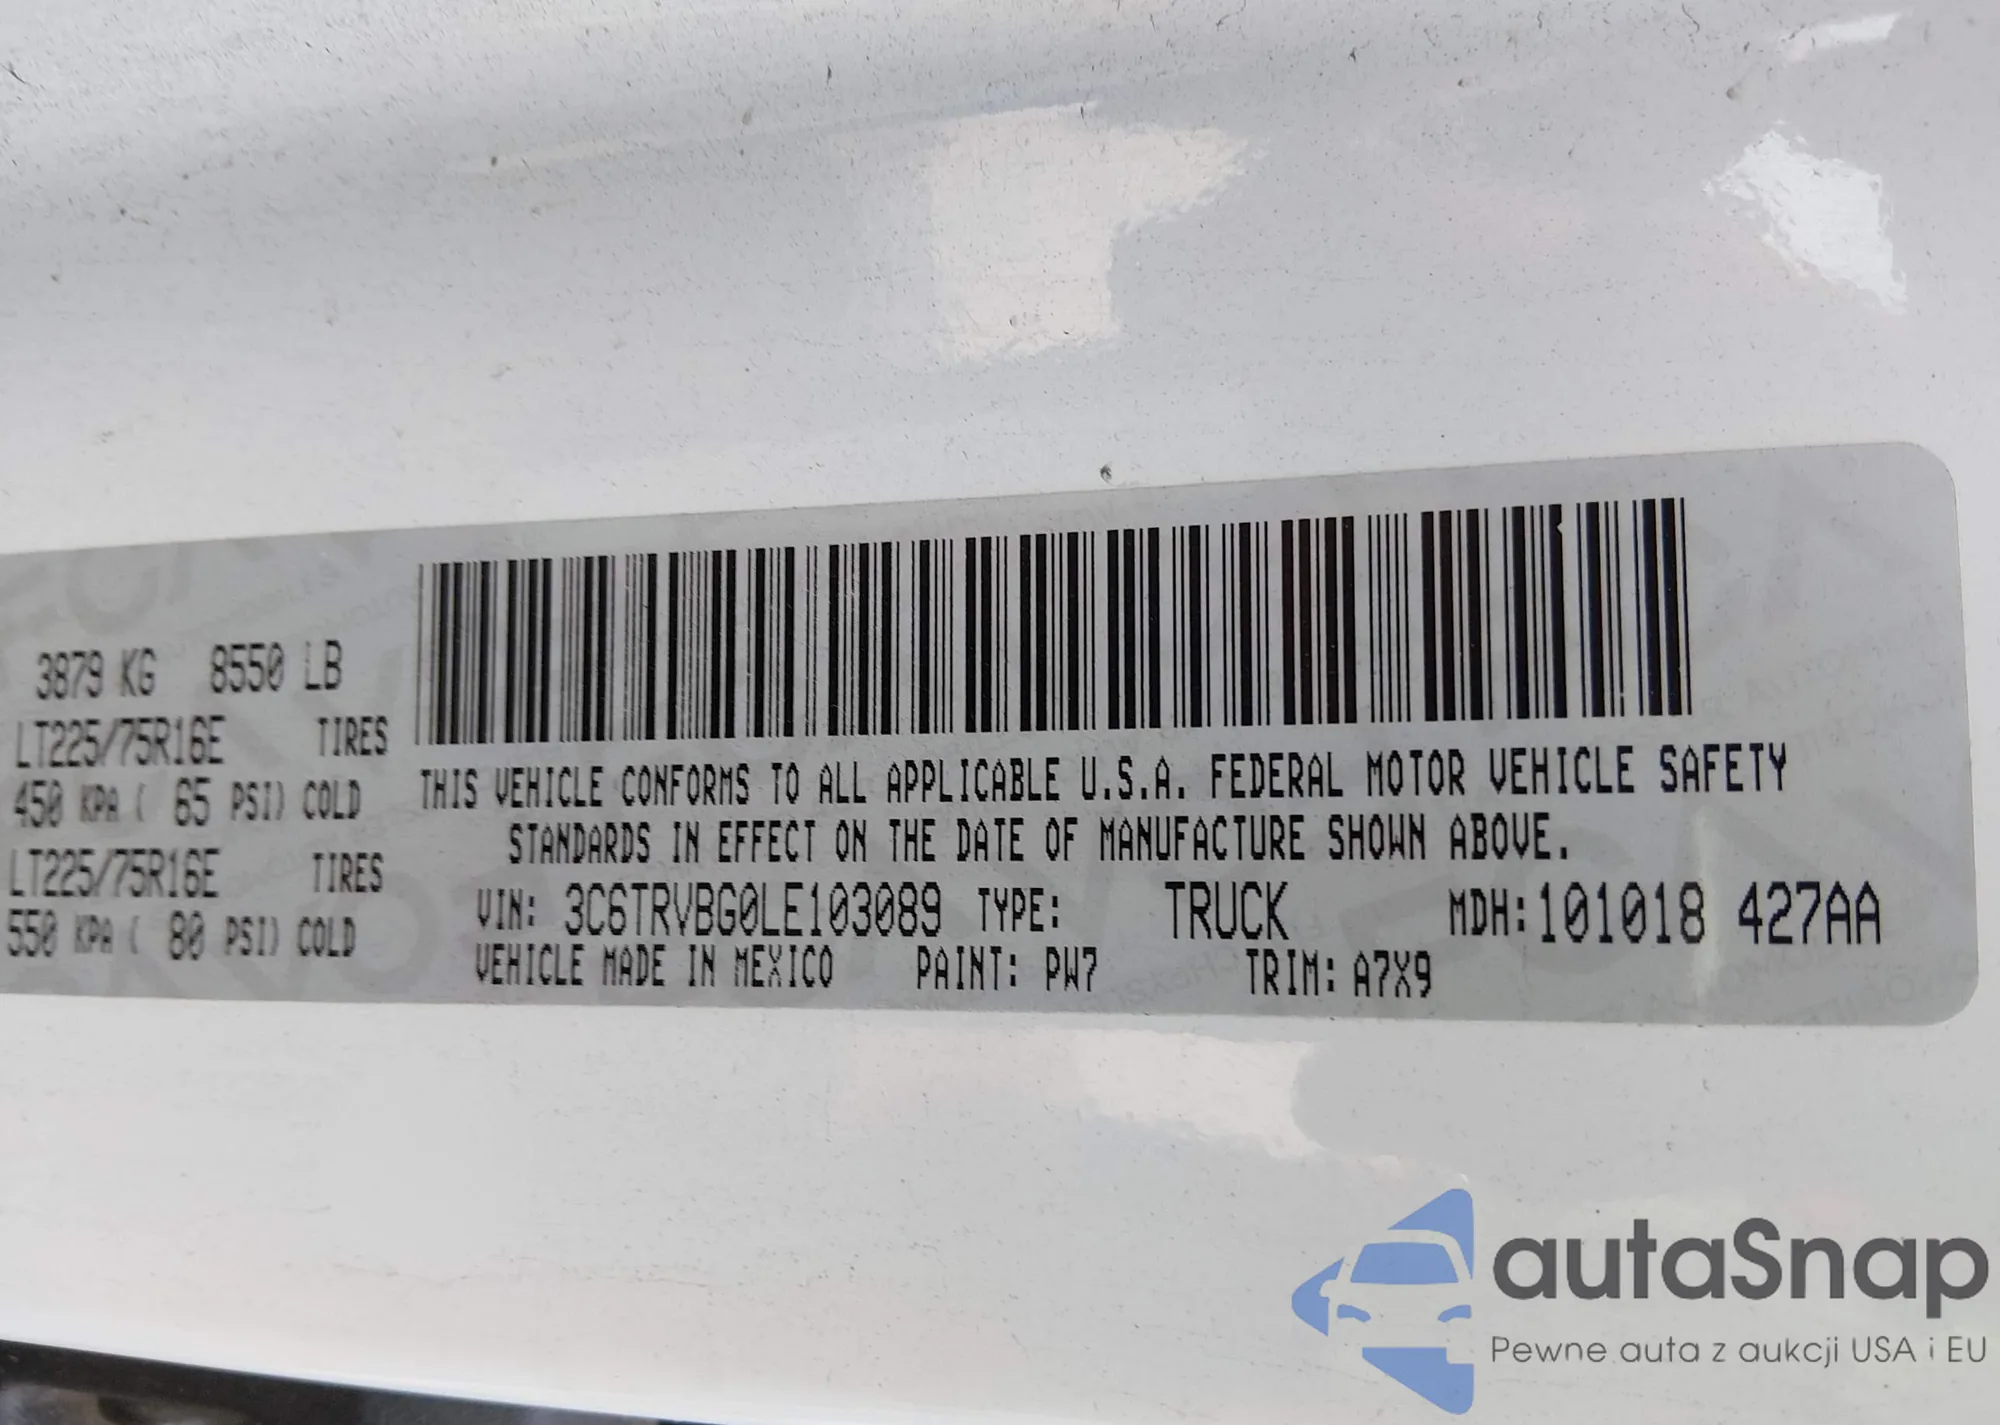 3879 KG 8550 LB
LT225/75R16E TIRES
450 KPA ( 65 PSI) COLD
LT225/75R16E TIRES
550 KPA ( 80 PSI) COLD
THIS VEHICLE CONFORMS TO ALL APPLICABLE U.S.A. FEDERAL MOTOR VEHICLE SAFETY
STANDARDS IN EFFECT ON THE DATE OF MANUFACTURE SHOWN ABOVE.
VIN: 3C6TRVBG0LE103089 TYPE: TRUCK MDH:101018 427AA
VEHICLE MADE IN MEXICO PAINT: PW7 TRIM: A7X9
autaSnap
Pewne auta z aukcji USA i EU